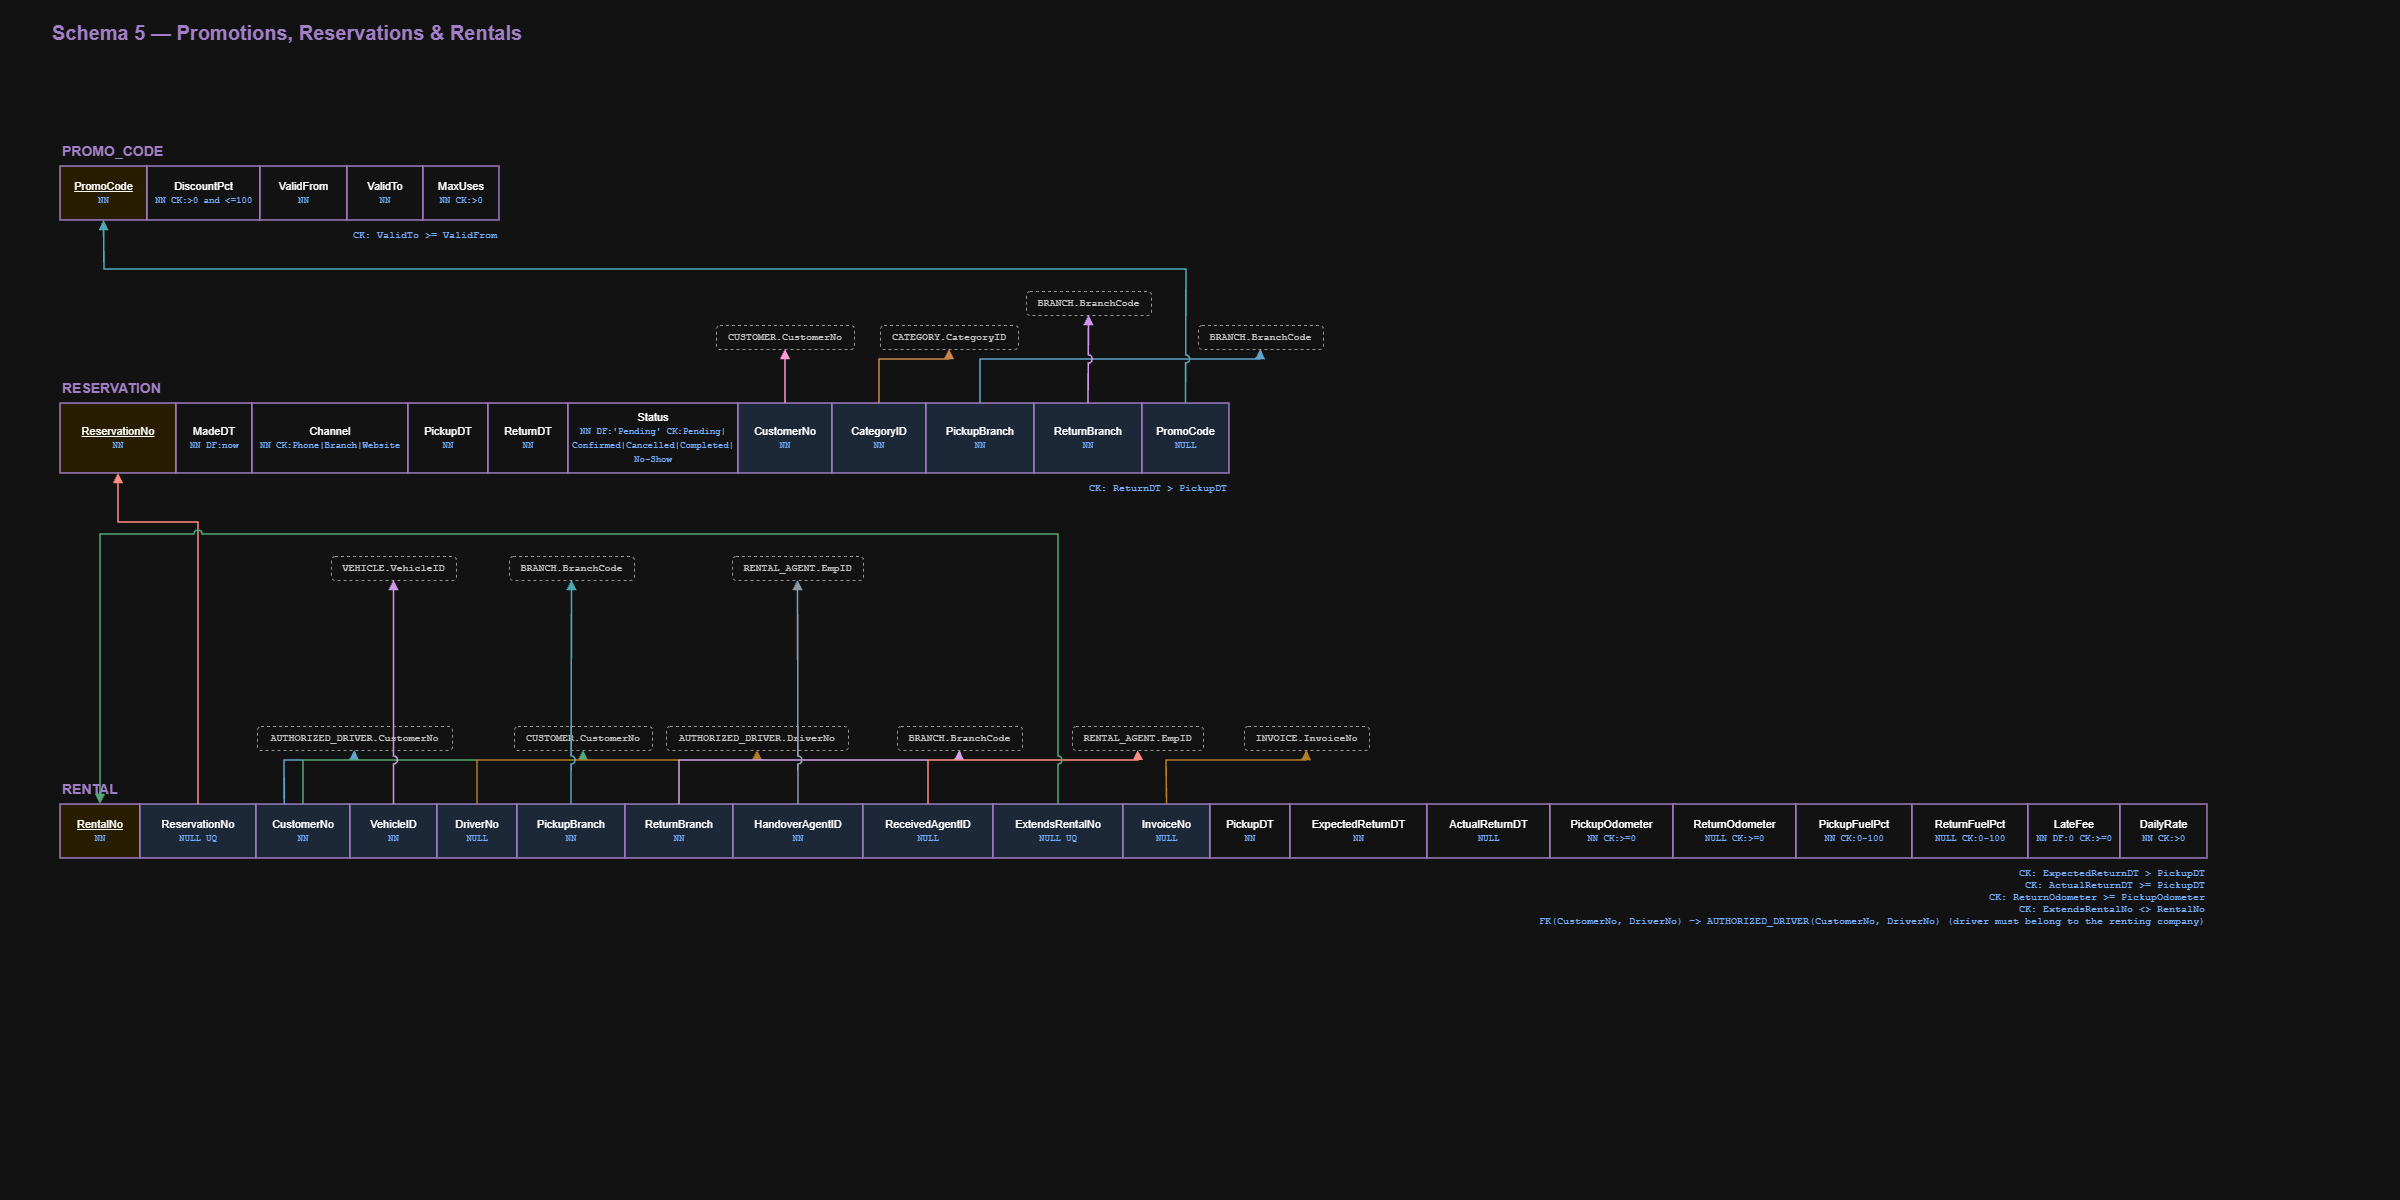 Schema 5 — Promotions, Reservations & Rentals
PROMO_CODE
PromoCode
NN
DiscountPct
NN CK:>0 and <=100
ValidFrom
NN
ValidTo
NN
MaxUses
NN CK:>0
CK: ValidTo >= ValidFrom
BRANCH.BranchCode
CUSTOMER.CustomerNo
CATEGORY.CategoryID
BRANCH.BranchCode
RESERVATION
ReservationNo
NN
MadeDT
NN DF:now
Channel
NN CK:Phone|Branch|Website
PickupDT
NN
ReturnDT
NN
Status
NN DF:'Pending' CK:Pending|
Confirmed|Cancelled|Completed|
No-Show
CustomerNo
NN
CategoryID
NN
PickupBranch
NN
ReturnBranch
NN
PromoCode
NULL
CK: ReturnDT > PickupDT
VEHICLE.VehicleID
BRANCH.BranchCode
RENTAL_AGENT.EmpID
AUTHORIZED_DRIVER.CustomerNo
CUSTOMER.CustomerNo
AUTHORIZED_DRIVER.DriverNo
BRANCH.BranchCode
RENTAL_AGENT.EmpID
INVOICE.InvoiceNo
RENTAL
RentalNo
NN
ReservationNo
NULL UQ
CustomerNo
NN
VehicleID
NN
DriverNo
NULL
PickupBranch
NN
ReturnBranch
NN
HandoverAgentID
NN
ReceivedAgentID
NULL
ExtendsRentalNo
NULL UQ
InvoiceNo
NULL
PickupDT
NN
ExpectedReturnDT
NN
ActualReturnDT
NULL
PickupOdometer
NN CK:>=0
ReturnOdometer
NULL CK:>=0
PickupFuelPct
NN CK:0-100
ReturnFuelPct
NULL CK:0-100
LateFee
NN DF:0 CK:>=0
DailyRate
NN CK:>0
CK: ExpectedReturnDT > PickupDT
CK: ActualReturnDT >= PickupDT
CK: ReturnOdometer >= PickupOdometer
CK: ExtendsRentalNo <> RentalNo
FK(CustomerNo, DriverNo) -> AUTHORIZED_DRIVER(CustomerNo, DriverNo) (driver must belong to the renting company)